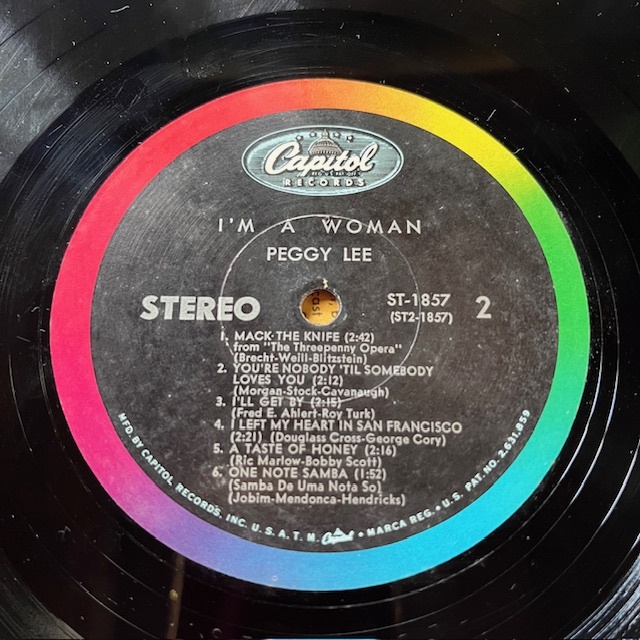 Capitol
RECORDS
I'M A WOMAN
PEGGY LEE
STEREO
ST-1857
(ST2-1857)
2
1. MACK THE KNIFE (2:42)
from "The Threepenny Opera"
(Brecht-Weill-Blitzstein)
2. YOU'RE NOBODY 'TIL SOMEBODY
LOVES YOU (2:12)
(Morgan-Stock-Cavanaugh)
3. I'LL GET BY (2:15)
(Fred E. Ahlert-Roy Turk)
4. I LEFT MY HEART IN SAN FRANCISCO
(2:21) (Douglass Cross-George Cory)
5. A TASTE OF HONEY (2:16)
(Ric Marlow-Bobby Scott)
6. ONE NOTE SAMBA (1:52)
(Samba De Uma Nota So)
(Jobim-Mendonca-Hendricks)
MFD. BY CAPITOL RECORDS, INC. U.S.A. T.M. Capitol • MARCA REG. • U.S. PAT. NO. 2,631,859